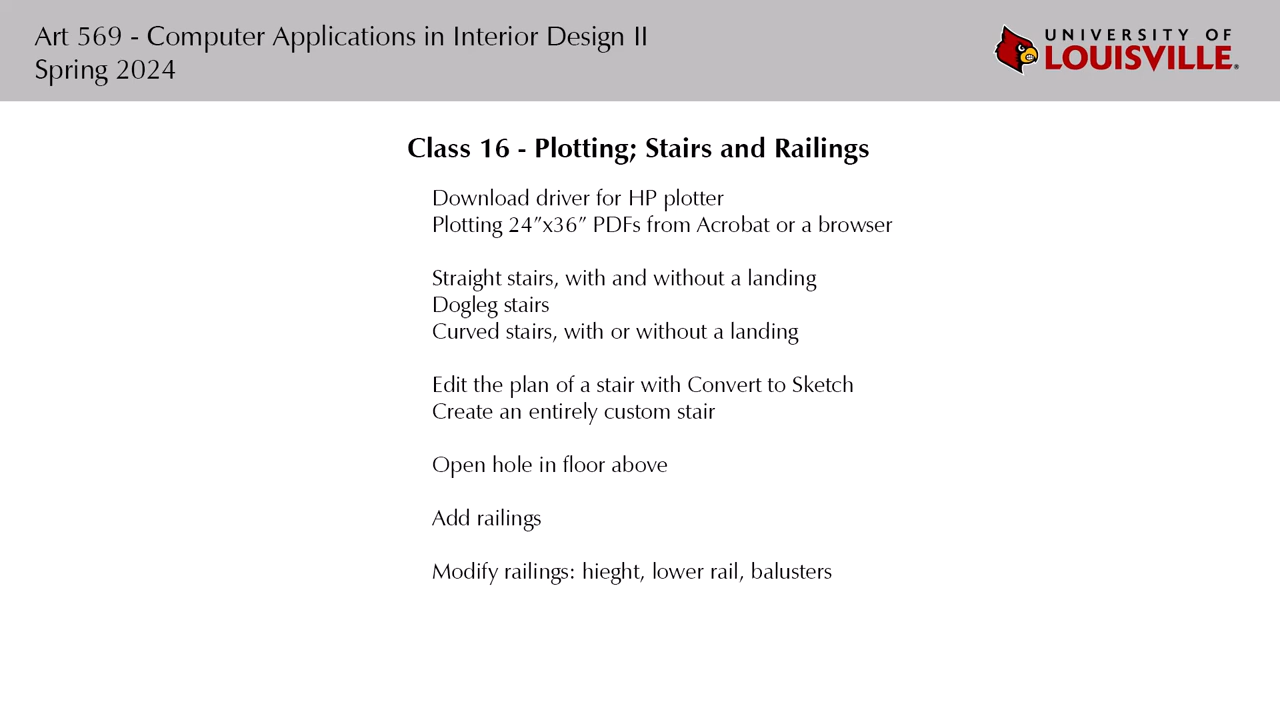 Art 569 - Computer Applications in Interior Design II
Spring 2024
UNIVERSITY OF
LOUISVILLE®
Class 16 - Plotting; Stairs and Railings
Download driver for HP plotter
Plotting 24”x36” PDFs from Acrobat or a browser
Straight stairs, with and without a landing
Dogleg stairs
Curved stairs, with or without a landing
Edit the plan of a stair with Convert to Sketch
Create an entirely custom stair
Open hole in floor above
Add railings
Modify railings: hieght, lower rail, balusters